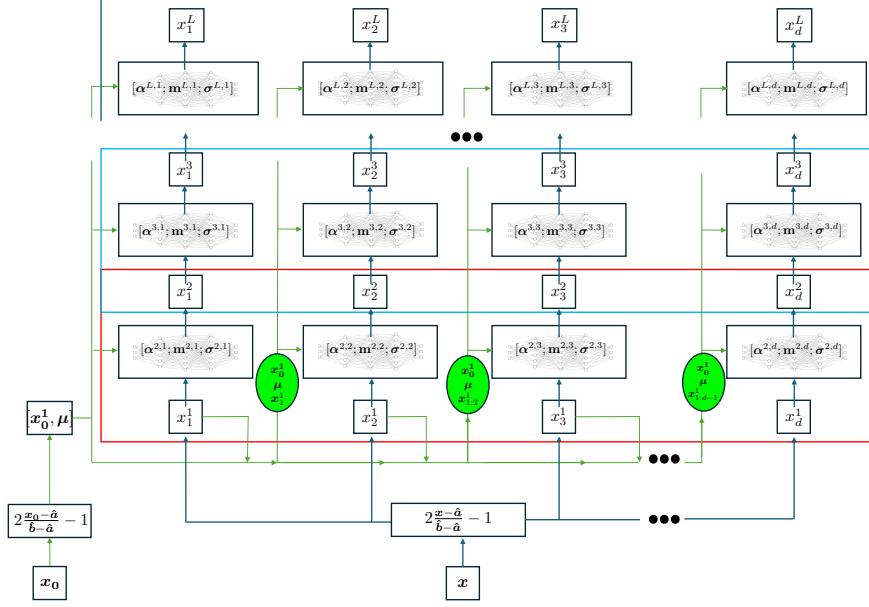 x_1^L x_2^L x_3^L x_d^L
[α^{L,1}; m^{L,1}; σ^{L,1}] [α^{L,2}; m^{L,2}; σ^{L,2}] [α^{L,3}; m^{L,3}; σ^{L,3}] [α^{L,d}; m^{L,d}; σ^{L,d}]
•••
x_1^3 x_2^3 x_3^3 x_d^3
[α^{3,1}; m^{3,1}; σ^{3,1}] [α^{3,2}; m^{3,2}; σ^{3,2}] [α^{3,3}; m^{3,3}; σ^{3,3}] [α^{3,d}; m^{3,d}; σ^{3,d}]
x_1^2 x_2^2 x_3^2 x_d^2
[α^{2,1}; m^{2,1}; σ^{2,1}] [α^{2,2}; m^{2,2}; σ^{2,2}] [α^{2,3}; m^{2,3}; σ^{2,3}] [α^{2,d}; m^{2,d}; σ^{2,d}]
x_0^1 x_0^1 x_0^1
μ μ μ
x_1^1 x_{1:2}^1 x_{1:d-1}^1
[x_0^1, μ] x_1^1 x_2^1 x_3^1 x_d^1
•••
2 \frac{x_0 - â}{b̂ - â} - 1 2 \frac{x - â}{b̂ - â} - 1 •••
x_0 x